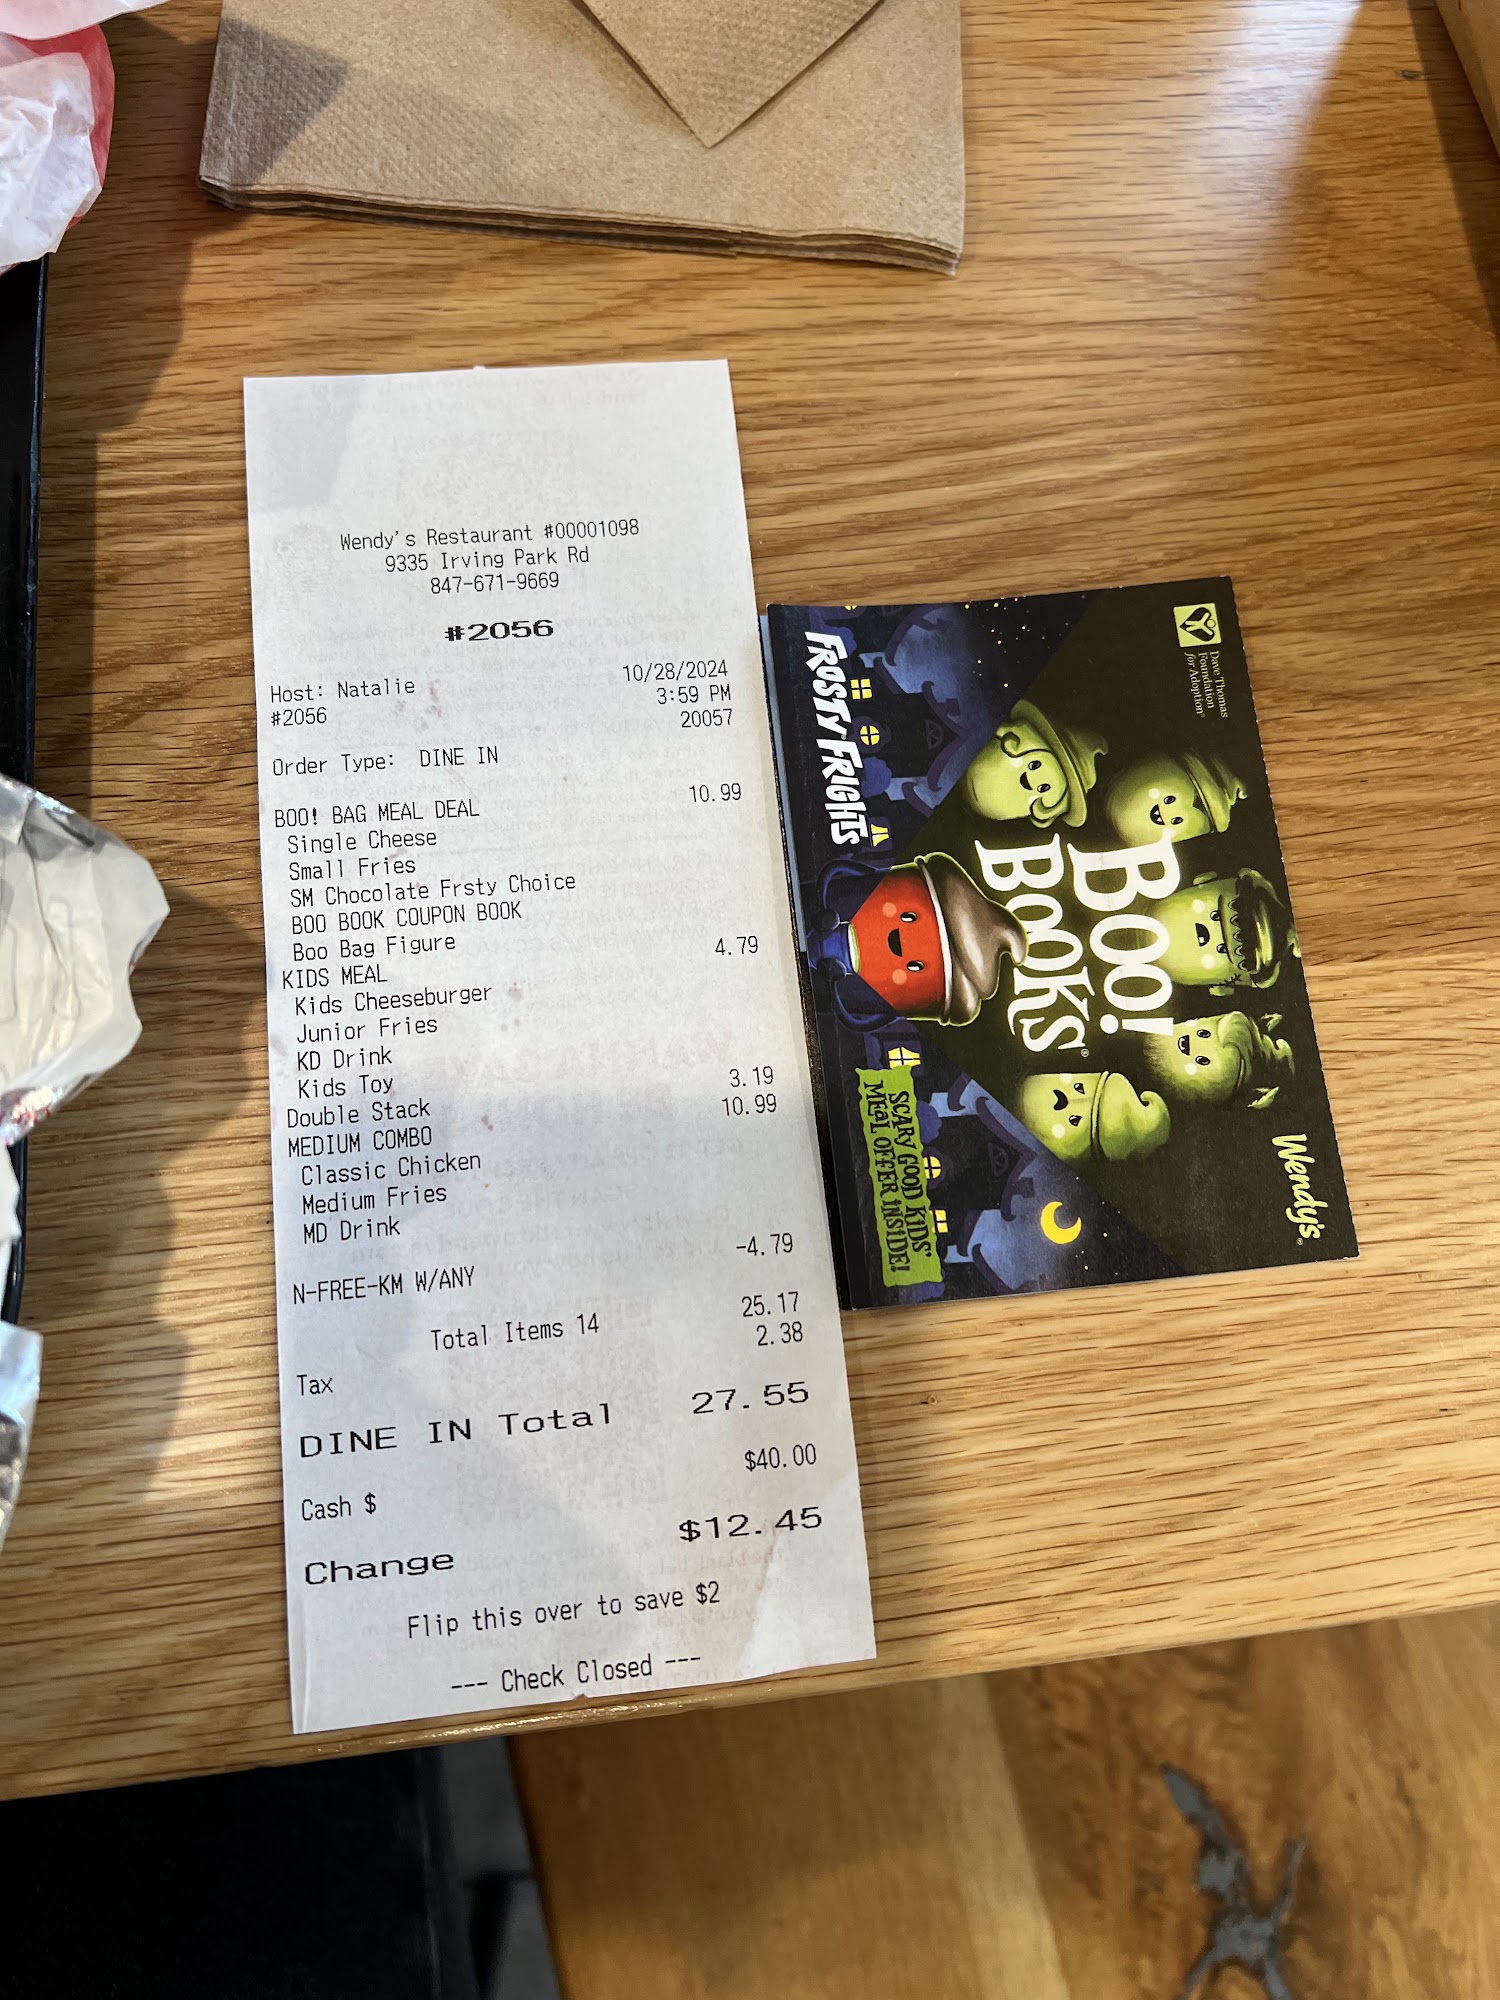 Wendy's Restaurant #00001098
9335 Irving Park Rd
847-671-9669
#2056
Host: Natalie 10/28/2024
#2056 3:59 PM
20057
Order Type: DINE IN
BOO! BAG MEAL DEAL 10.99
Single Cheese
Small Fries
SM Chocolate Frsty Choice
BOO BOOK COUPON BOOK
Boo Bag Figure
KIDS MEAL 4.79
Kids Cheeseburger
Junior Fries
KD Drink
Kids Toy
Double Stack 3.19
MEDIUM COMBO 10.99
Classic Chicken
Medium Fries
MD Drink
N-FREE-KM W/ANY -4.79
Total Items 14 25.17
Tax 2.38
DINE IN Total 27.55
Cash $ $40.00
Change $12.45
Flip this over to save $2
--- Check Closed ---
Dave Thomas
Foundation
for Adoption®
FROSTY FRIGHTS
BOO!
BOOKS®
SCARY GOOD KIDS'
MEAL OFFER INSIDE!
Wendy's®